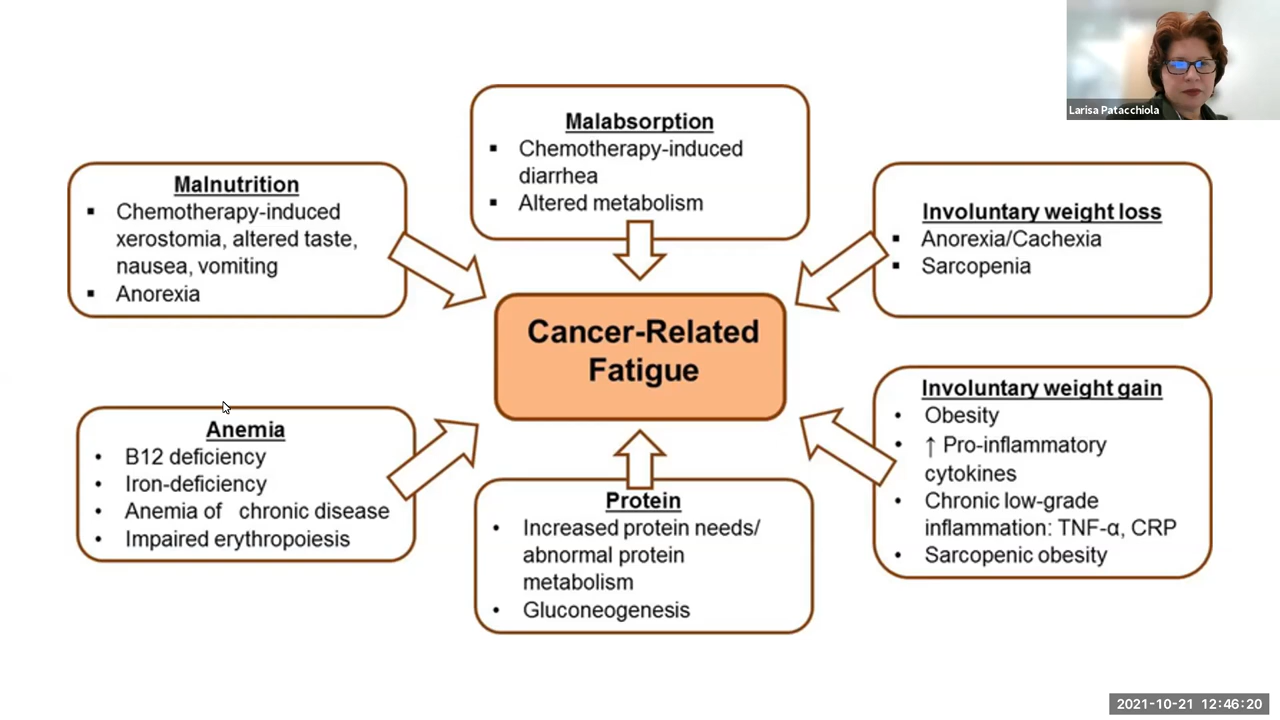 Larisa Patacchiola
Malabsorption
▪ Chemotherapy-induced
diarrhea
▪ Altered metabolism
Malnutrition
▪ Chemotherapy-induced
xerostomia, altered taste,
nausea, vomiting
▪ Anorexia
Involuntary weight loss
▪ Anorexia/Cachexia
▪ Sarcopenia
Cancer-Related
Fatigue
Anemia
• B12 deficiency
• Iron-deficiency
• Anemia of chronic disease
• Impaired erythropoiesis
Protein
• Increased protein needs/
abnormal protein
metabolism
• Gluconeogenesis
Involuntary weight gain
• Obesity
• ↑ Pro-inflammatory
cytokines
• Chronic low-grade
inflammation: TNF-α, CRP
• Sarcopenic obesity
2021-10-21 12:46:20